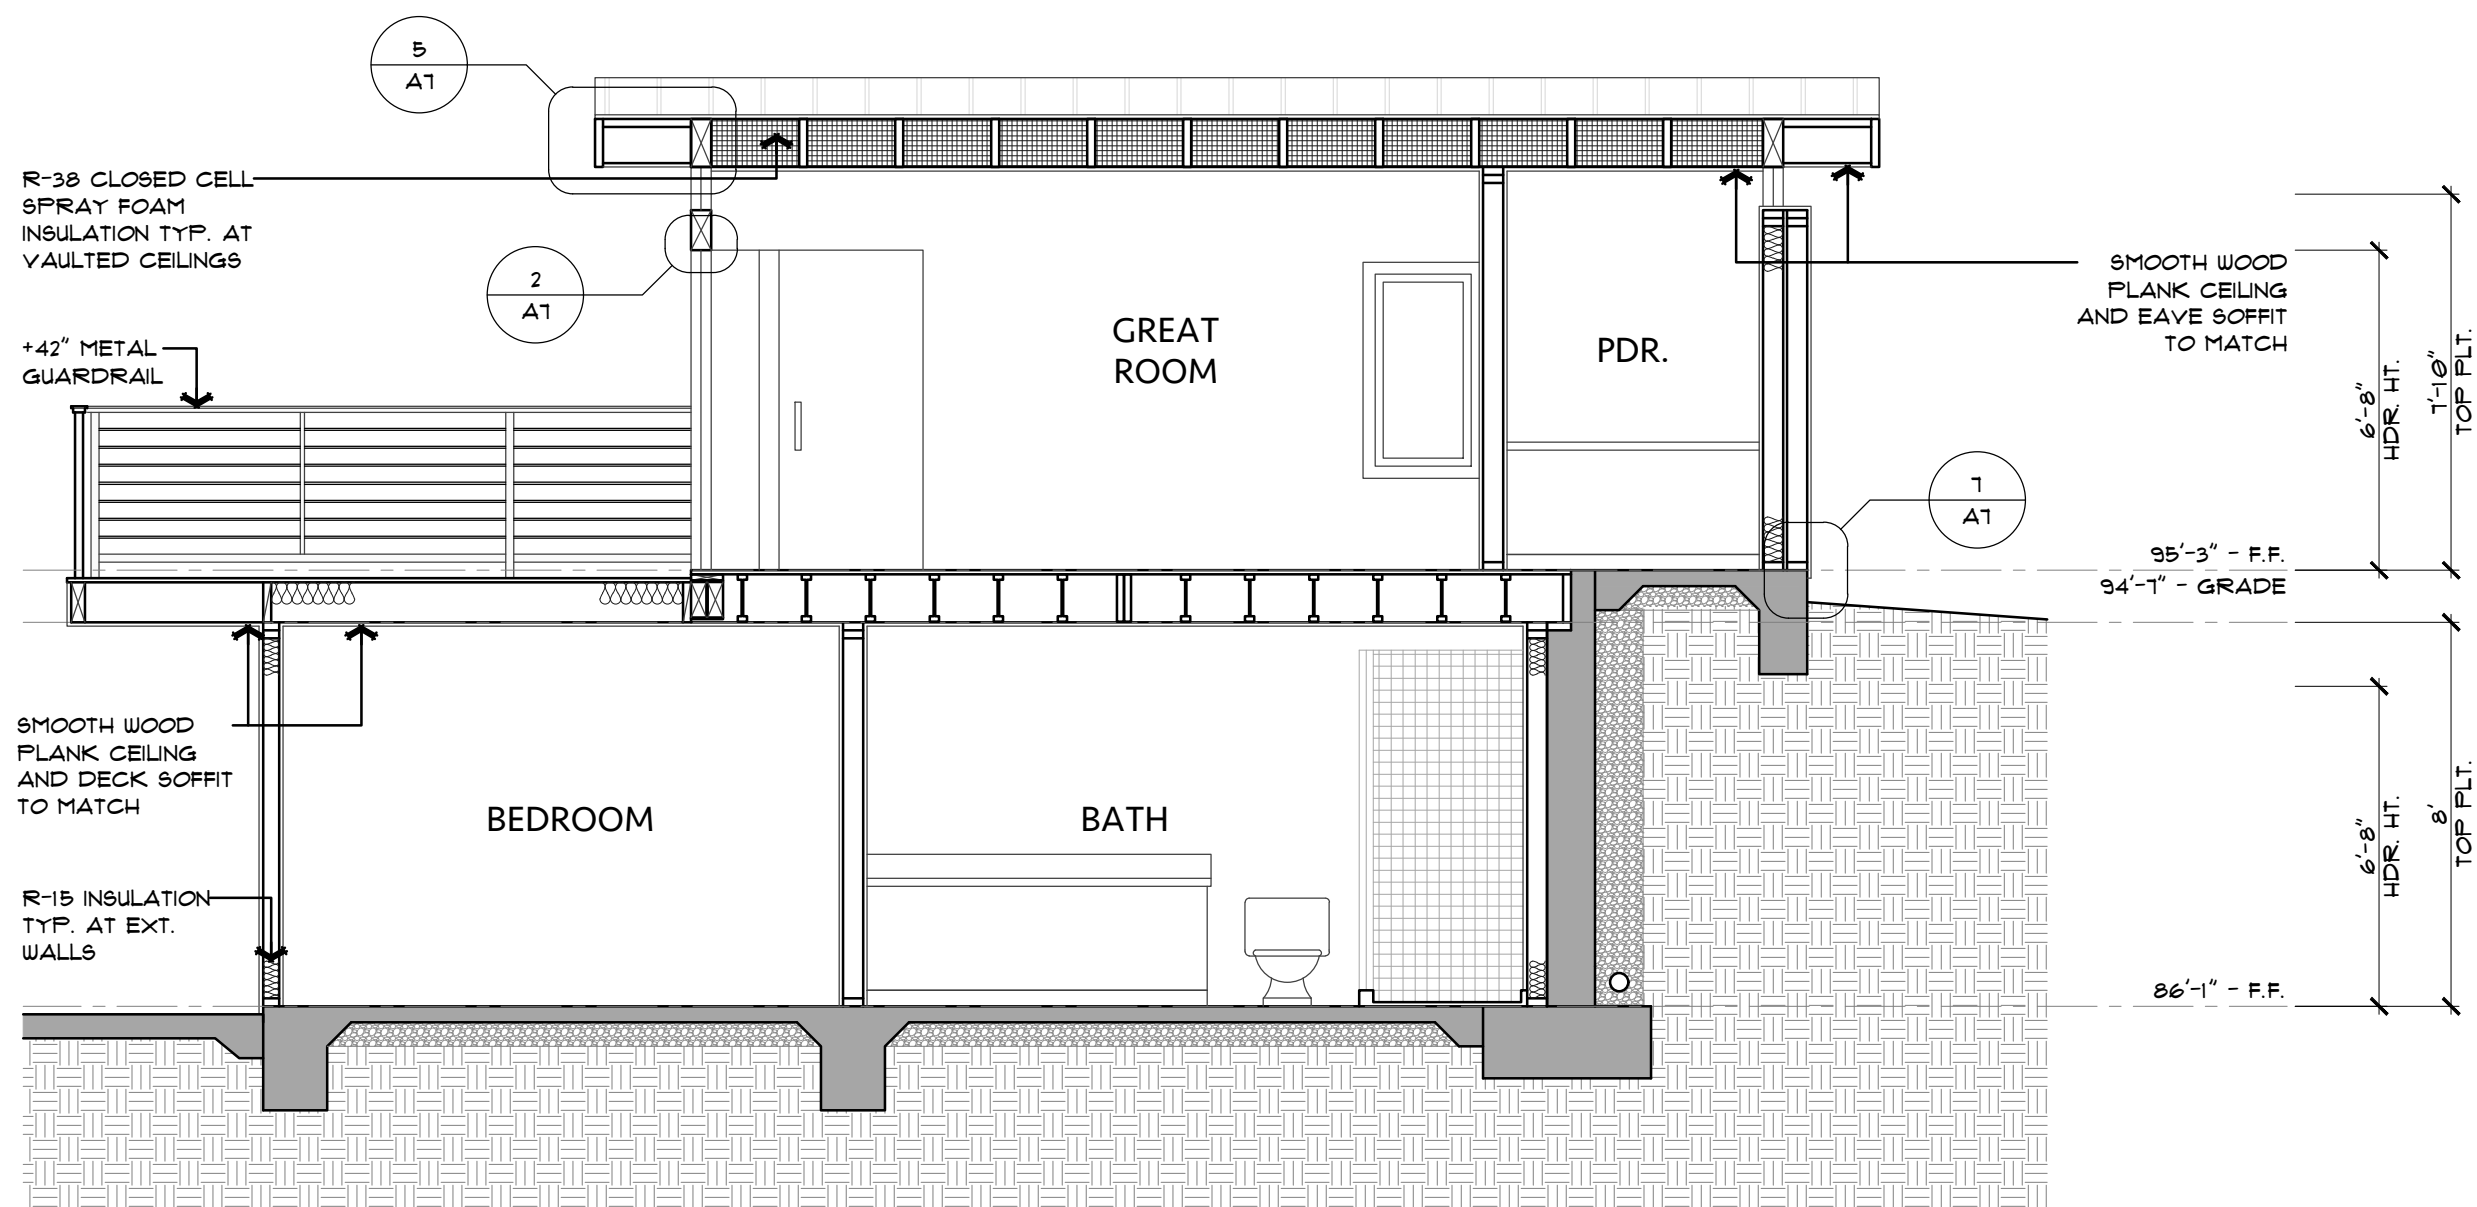 5
A7
R-38 CLOSED CELL
SPRAY FOAM
INSULATION TYP. AT
VAULTED CEILINGS
2
A7
+42" METAL
GUARDRAIL
GREAT
ROOM
PDR.
SMOOTH WOOD
PLANK CEILING
AND EAVE SOFFIT
TO MATCH
6'-8"
HDR. HT.
7'-10"
TOP PLT.
7
A7
95'-3" - F.F.
94'-7" - GRADE
SMOOTH WOOD
PLANK CEILING
AND DECK SOFFIT
TO MATCH
BEDROOM
BATH
6'-8"
HDR. HT.
8'
TOP PLT.
R-15 INSULATION
TYP. AT EXT.
WALLS
86'-1" - F.F.